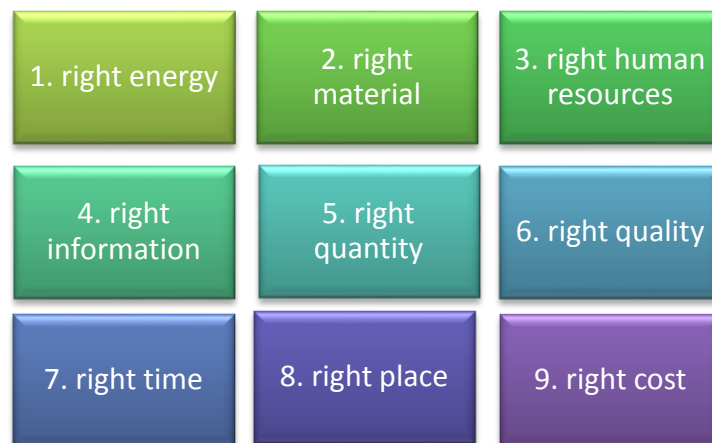 1. right energy
2. right
material
3. right human
resources
4. right
information
5. right
quantity
6. right quality
7. right time
8. right place
9. right cost